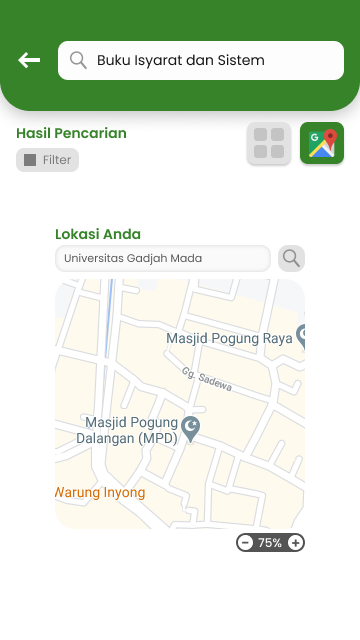 Buku Isyarat dan Sistem
Hasil Pencarian
Filter
G
Lokasi Anda
Universitas Gadjah Mada
Masjid Pogung Raya
Gg. Sadewa
Masjid Pogung
Dalangan (MPD)
Warung Inyong
75%